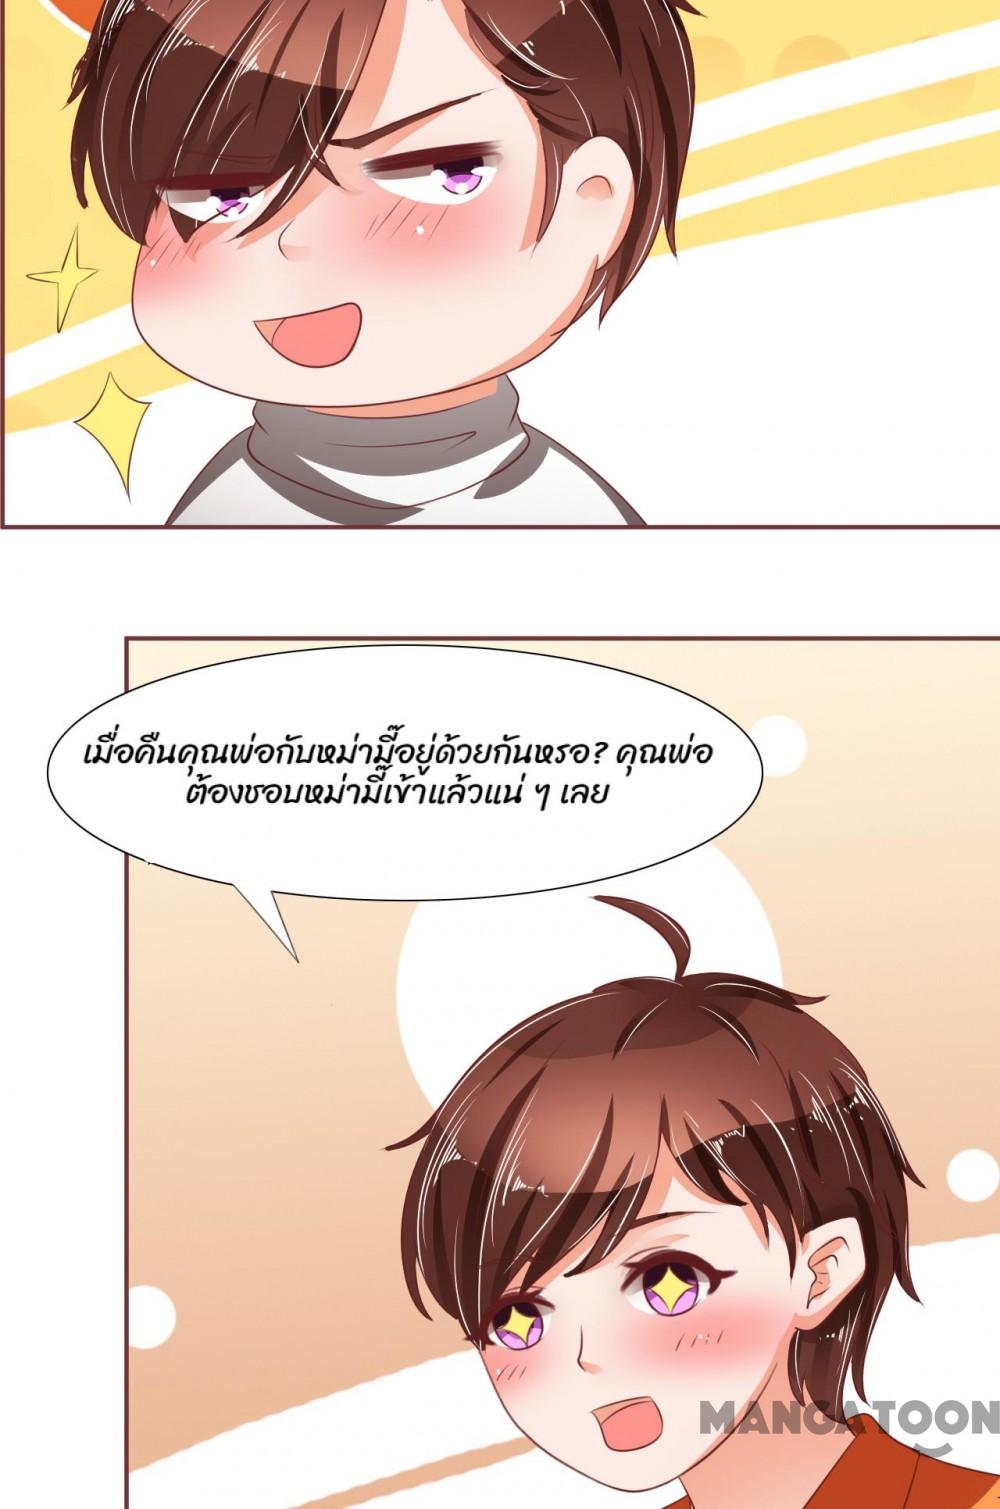 เมื่อคืนคุณพ่อกับหม่ามี๊อยู่ด้วยกันหรอ? คุณพ่อ
ต้องชอบหม่ามี๊เข้าแล้วแน่ ๆ เลย
MANGATOON